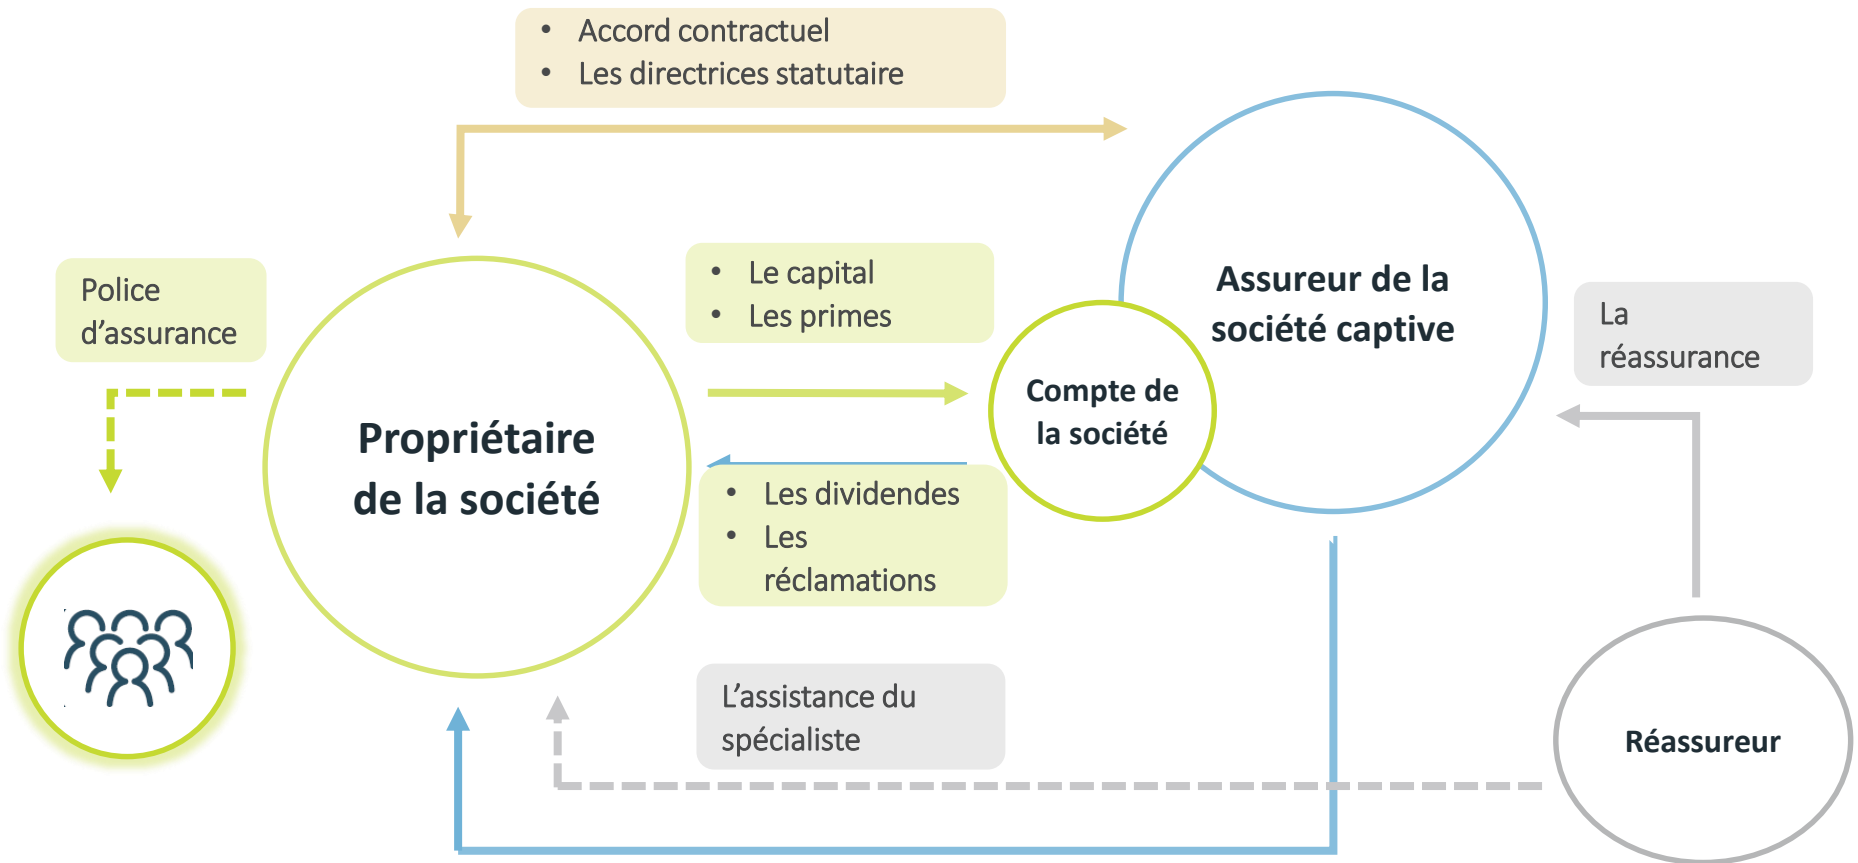 • Accord contractuel
• Les directrices statutaire
Police
d’assurance
• Le capital
• Les primes
Assureur de la
société captive
La
réassurance
Compte de
la société
Propriétaire
de la société
• Les dividendes
• Les
réclamations
L’assistance du
spécialiste
Réassureur